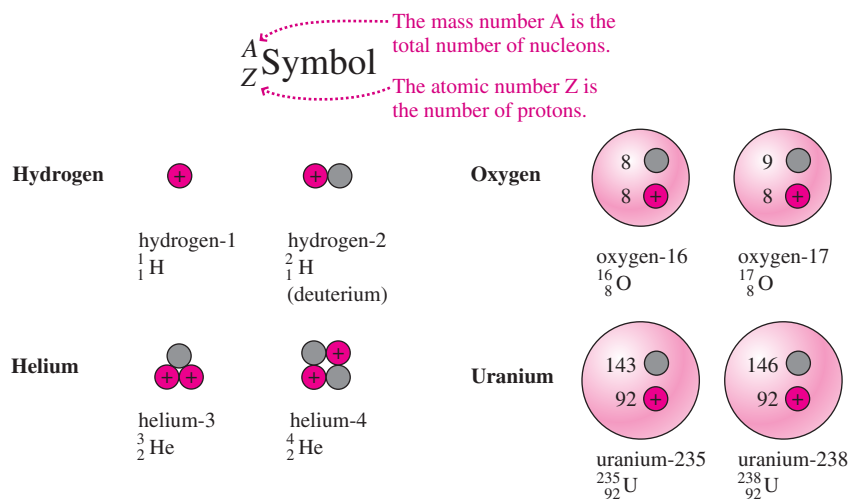 The mass number A is the
total number of nucleons.
A
Z Symbol
The atomic number Z is
the number of protons.
Hydrogen
+
+
hydrogen-1
1
1 H
hydrogen-2
2
1 H
(deuterium)
Oxygen
8
8 +
9
8 +
oxygen-16
16
8 O
oxygen-17
17
8 O
Helium
+ +
+
+
helium-3
3
2 He
helium-4
4
2 He
Uranium
143
92 +
146
92 +
uranium-235
235
92 U
uranium-238
238
92 U